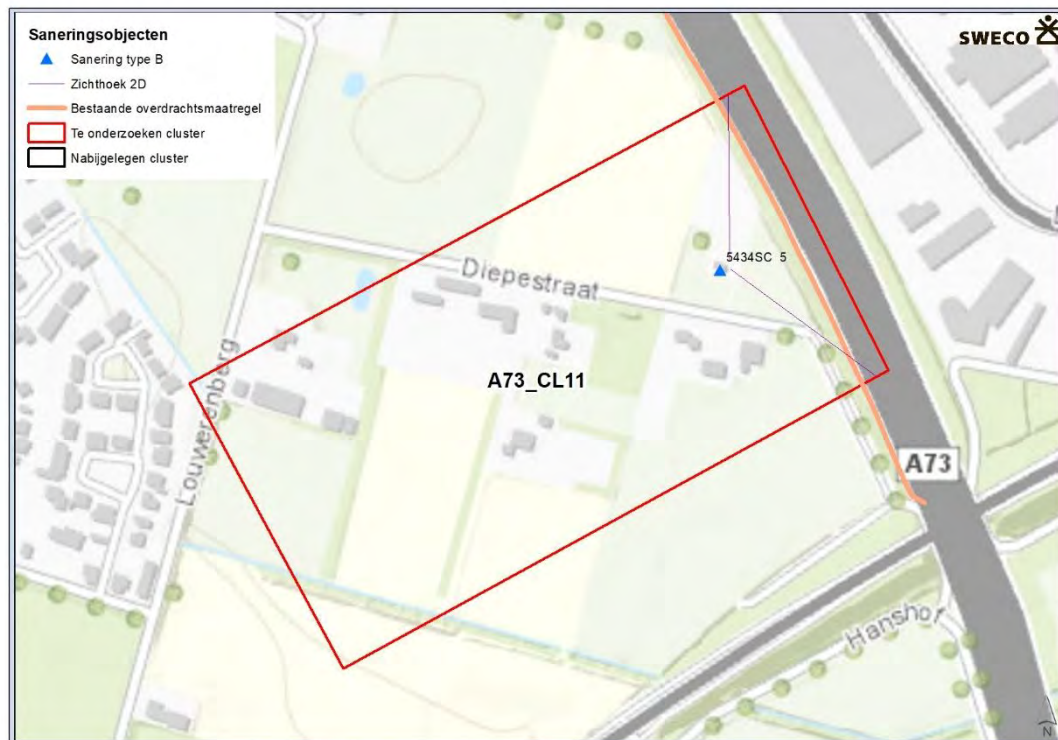 Saneringsobjecten
Sanering type B
Zichthoek 2D
Bestaande overdrachtsmaatregel
Te onderzoeken cluster
Nabijgelegen cluster
SWECO
5434SC 5
Diepestraat
A73_CL11
Louwerenberg
A73
Hanshof
N